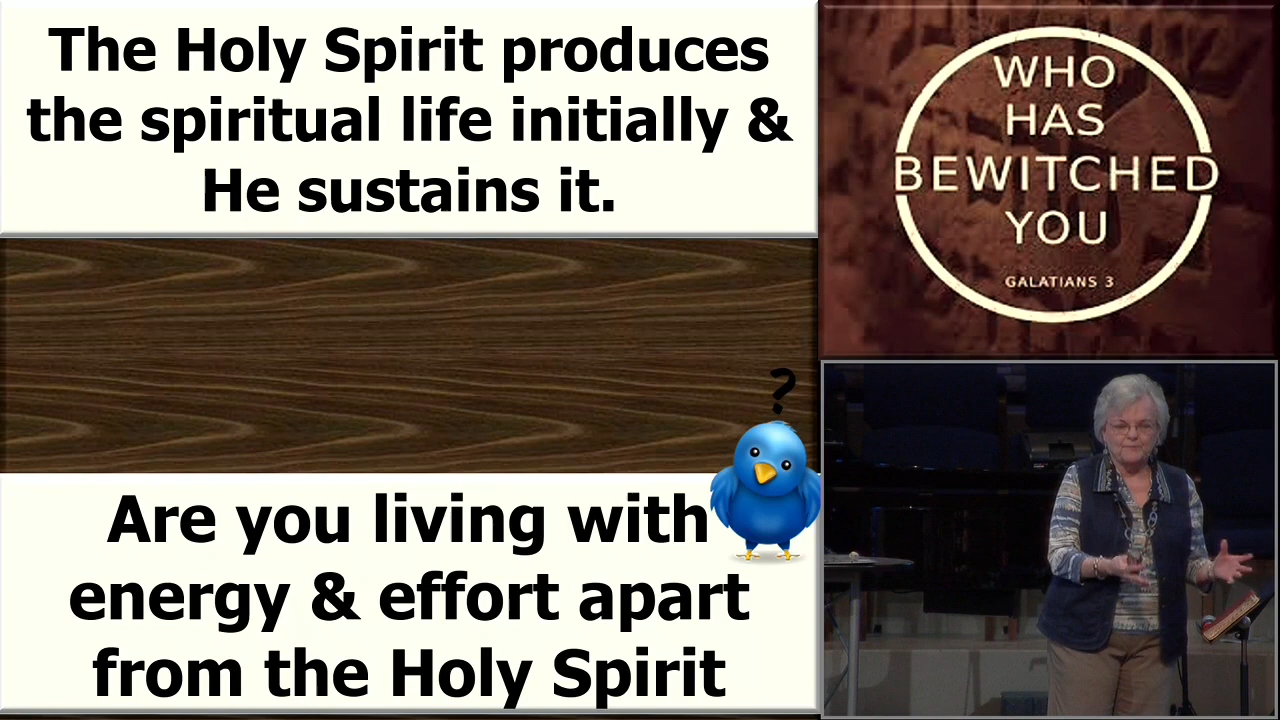 The Holy Spirit produces
the spiritual life initially &
He sustains it.
?
Are you living with
energy & effort apart
from the Holy Spirit
WHO
HAS
BEWITCHED
YOU
GALATIANS 3